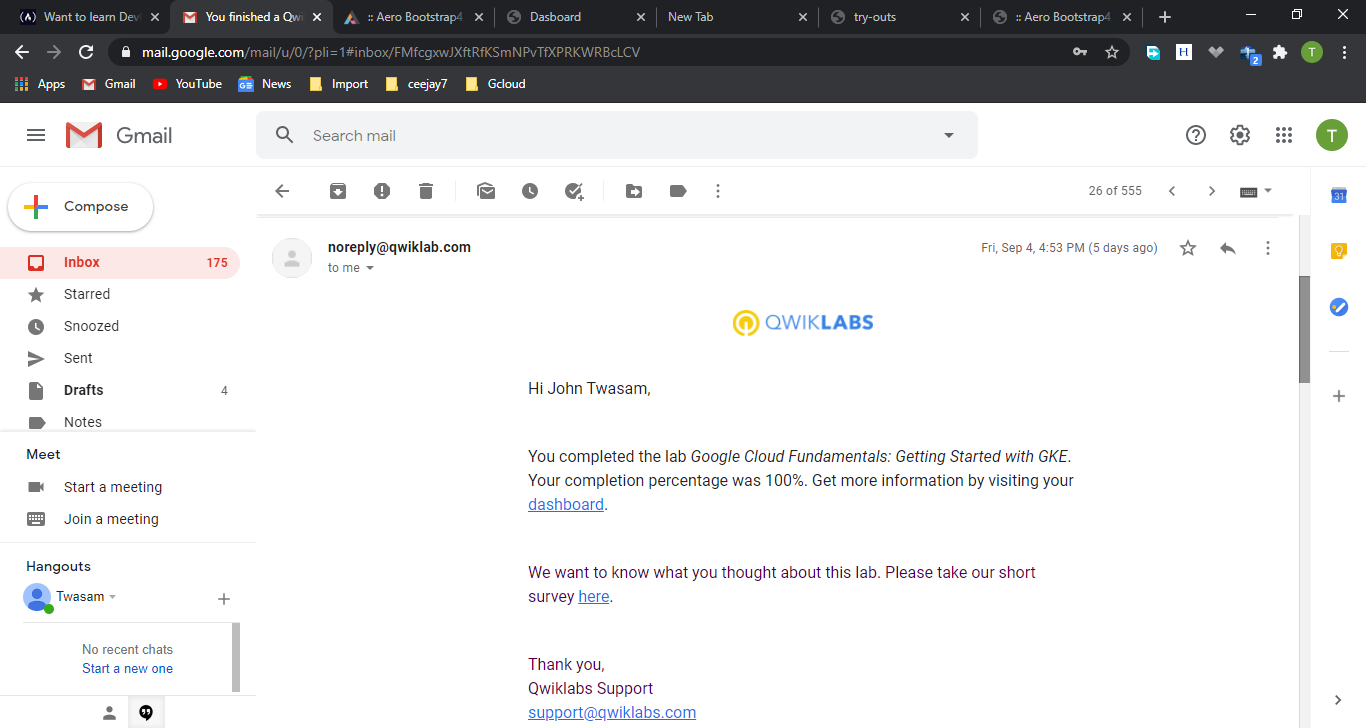 Want to learn Dev
You finished a Qwi
:: Aero Bootstrap4
Dasboard
New Tab
try-outs
:: Aero Bootstrap4
mail.google.com/mail/u/0/?pli=1#inbox/FMfcgxwJXftRfKSmNPvTfXPRKWRBcLCV
H
2
T
Apps
Gmail
YouTube
GE
News
Import
ceejay7
Gcloud
Gmail
Search mail
T
Compose
26 of 555
31
Inbox 175
Starred
Snoozed
Sent
Drafts 4
Notes
Meet
Start a meeting
Join a meeting
Hangouts
Twasam
No recent chats
Start a new one
noreply@qwiklab.com
Fri, Sep 4, 4:53 PM (5 days ago)
to me
QWIKLABS
Hi John Twasam,
You completed the lab Google Cloud Fundamentals: Getting Started with GKE.
Your completion percentage was 100%. Get more information by visiting your
dashboard.
We want to know what you thought about this lab. Please take our short
survey here.
Thank you,
Qwiklabs Support
support@qwiklabs.com